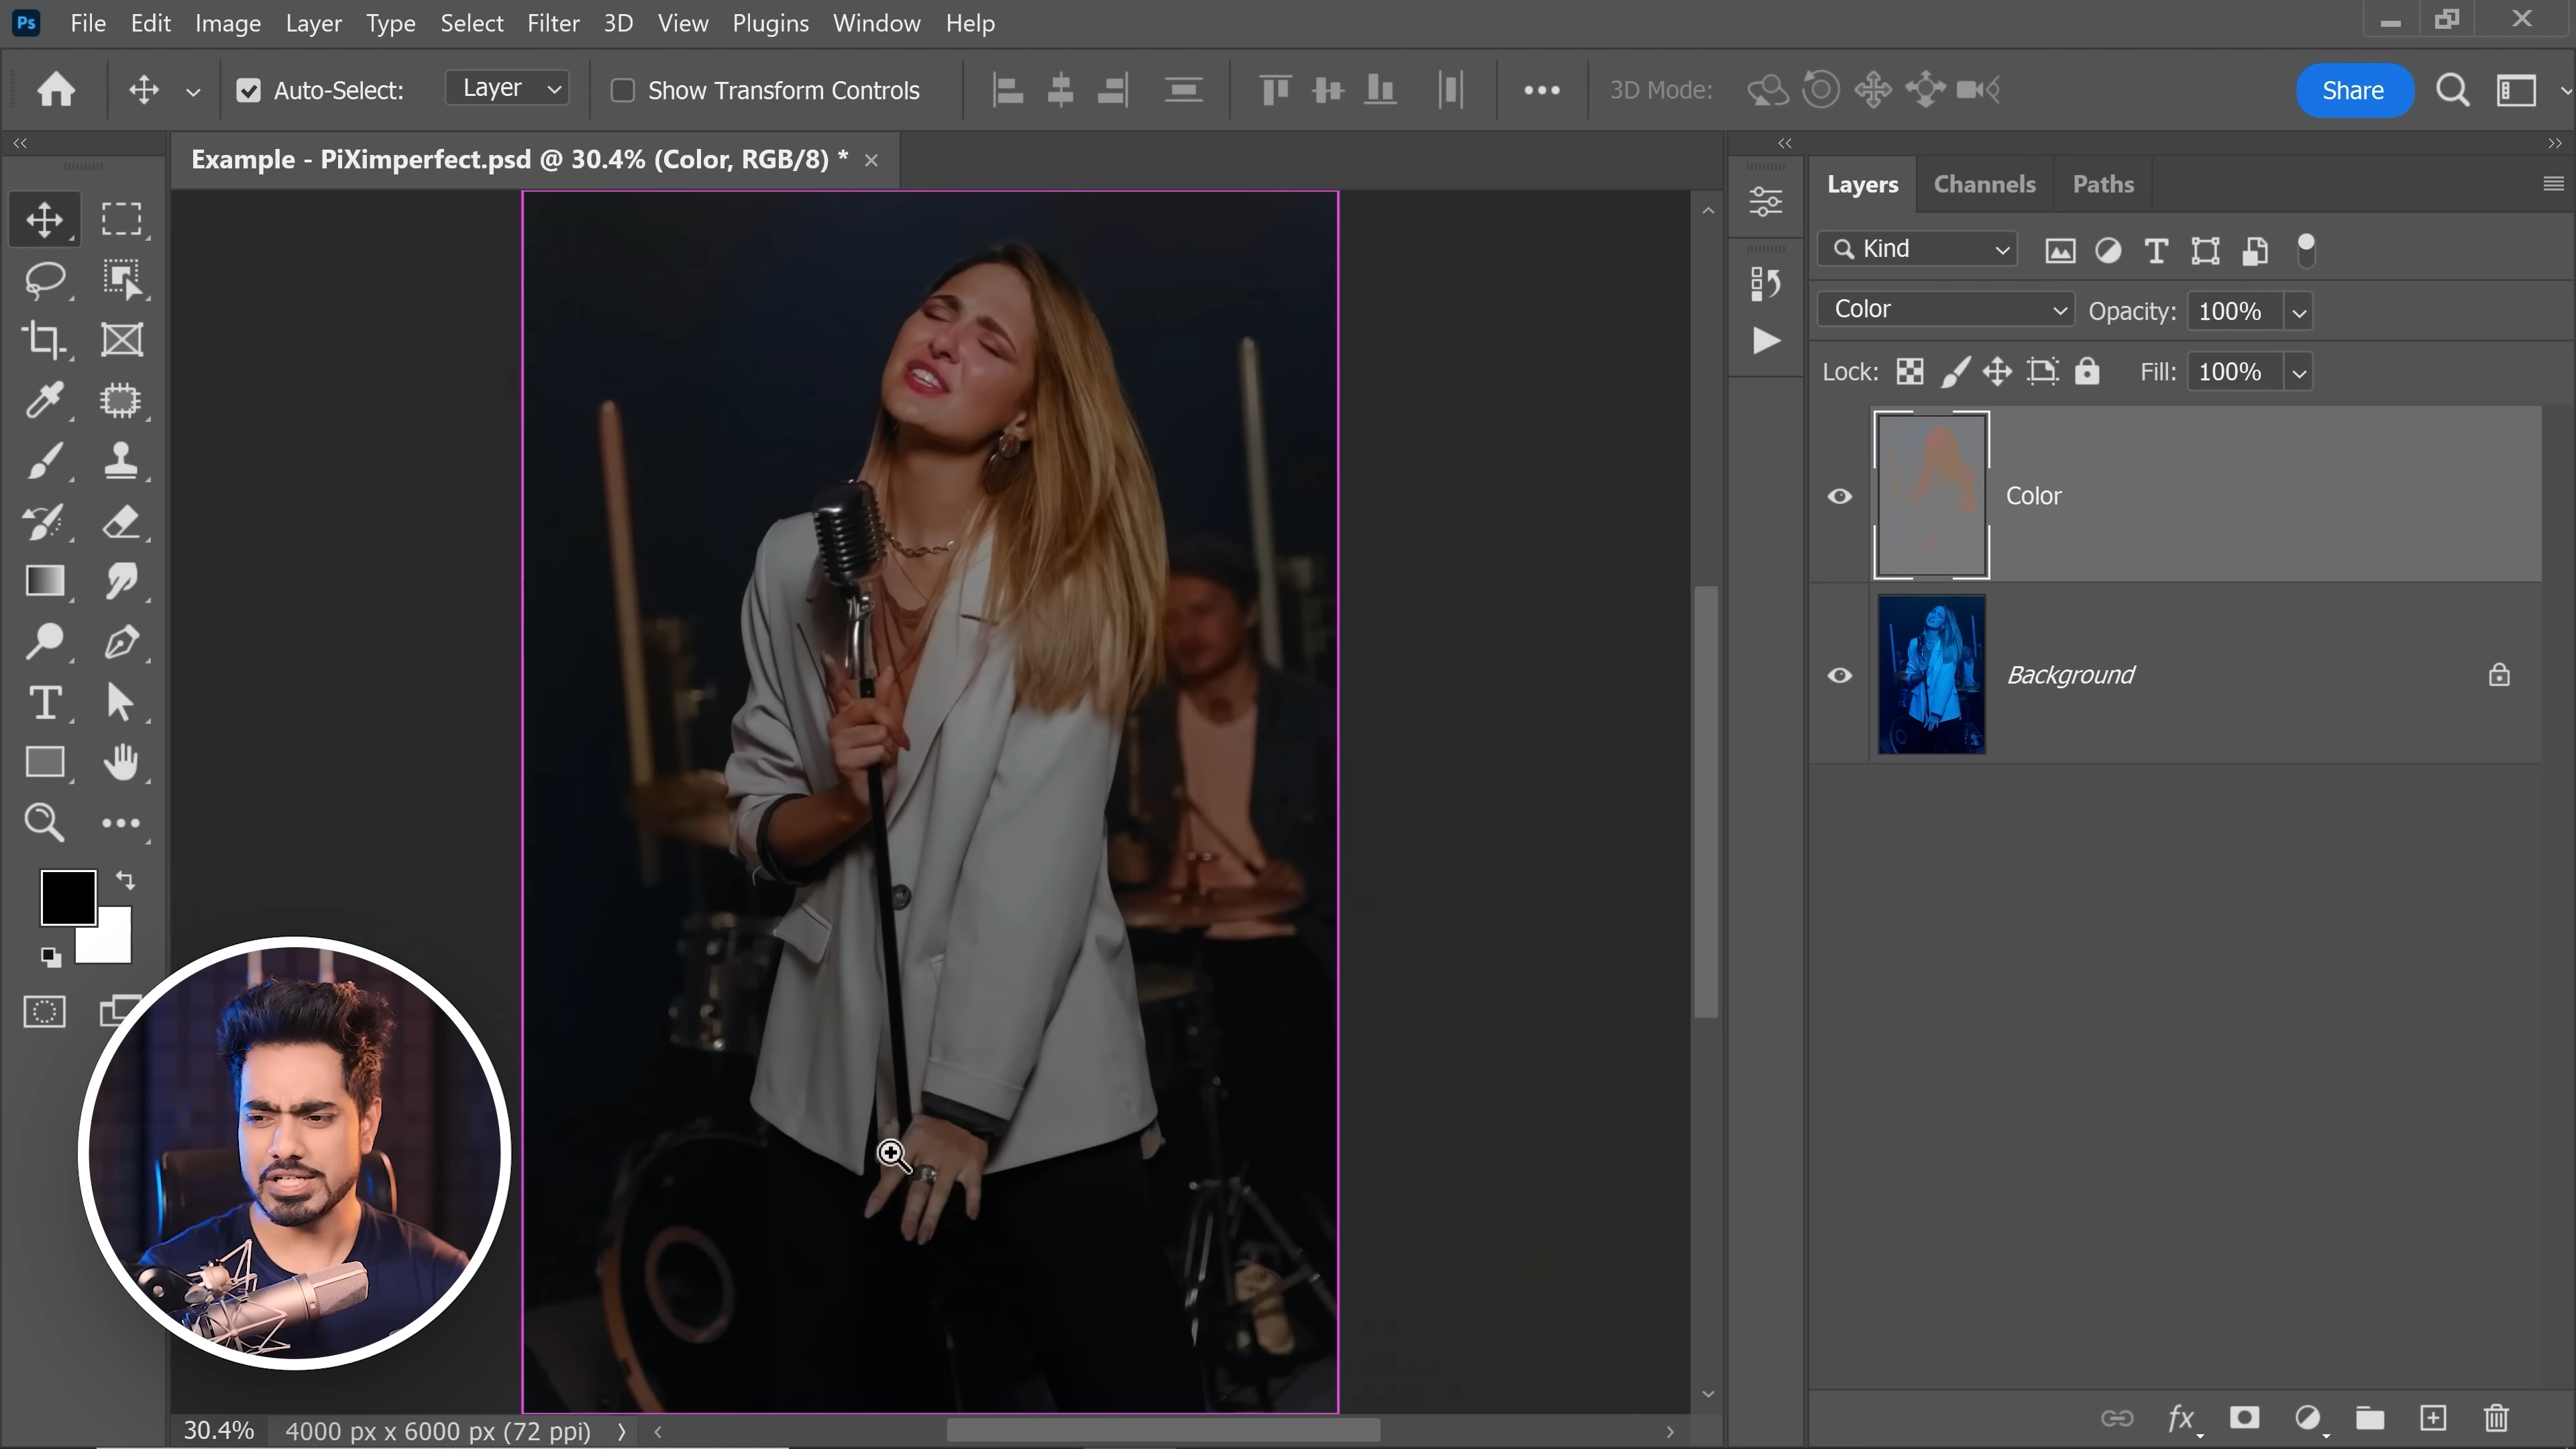 Ps File Edit Image Layer Type Select Filter 3D View Plugins Window Help
Auto-Select: Layer Show Transform Controls 3D Mode: Share
Example - PiXimperfect.psd @ 30.4% (Color, RGB/8) *
Layers Channels Paths
Kind
Color Opacity: 100%
Lock: Fill: 100%
Color
Background
30.4% 4000 px x 6000 px (72 ppi)
fx